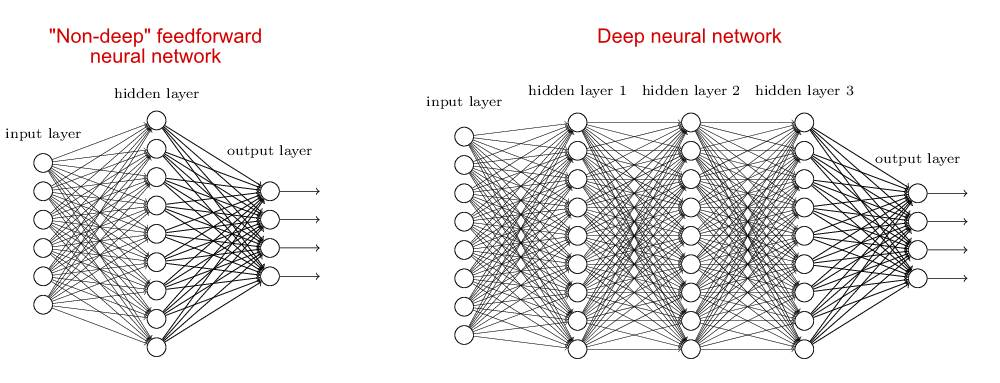 "Non-deep" feedforward
neural network
hidden layer
input layer
output layer
Deep neural network
hidden layer 1
hidden layer 2
hidden layer 3
input layer
output layer